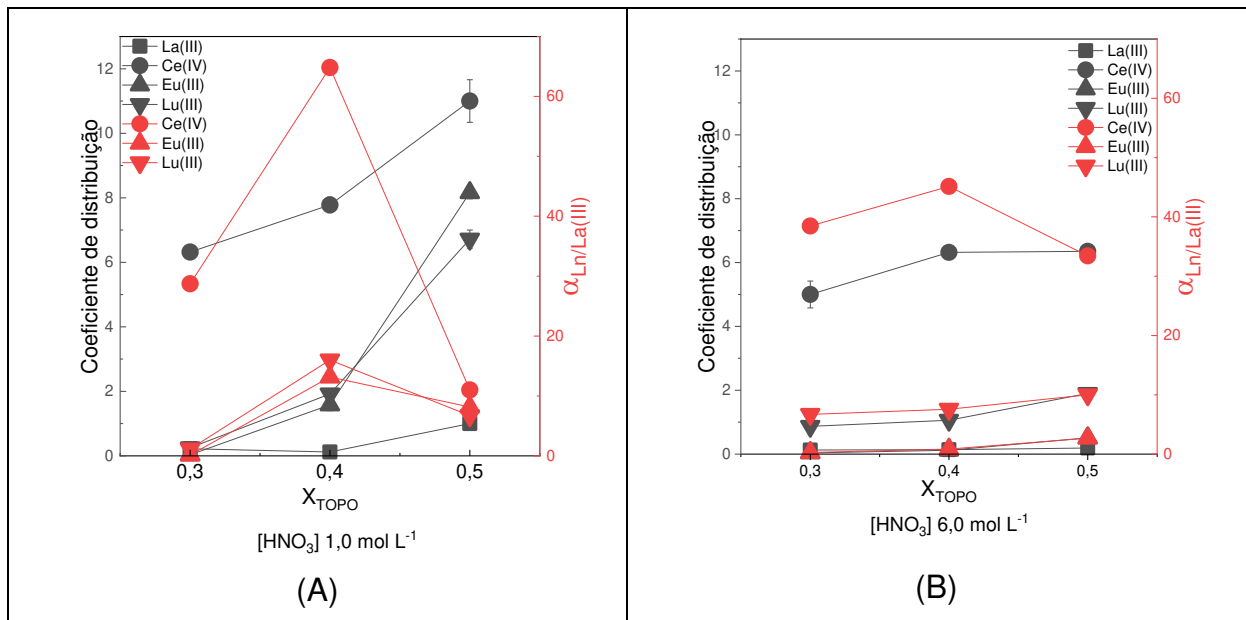 La(III)
Ce(IV)
Eu(III)
Lu(III)
Ce(IV)
Eu(III)
Lu(III)
Coeficiente de distribuição
12
10
8
6
4
2
0
60
40
20
0
α Ln/La(III)
0,3 0,4 0,5
X TOPO
[HNO3] 1,0 mol L-1
(A)
La(III)
Ce(IV)
Eu(III)
Lu(III)
Ce(IV)
Eu(III)
Lu(III)
Coeficiente de distribuição
12
10
8
6
4
2
0
60
40
20
0
α Ln/La(III)
0,3 0,4 0,5
X TOPO
[HNO3] 6,0 mol L-1
(B)